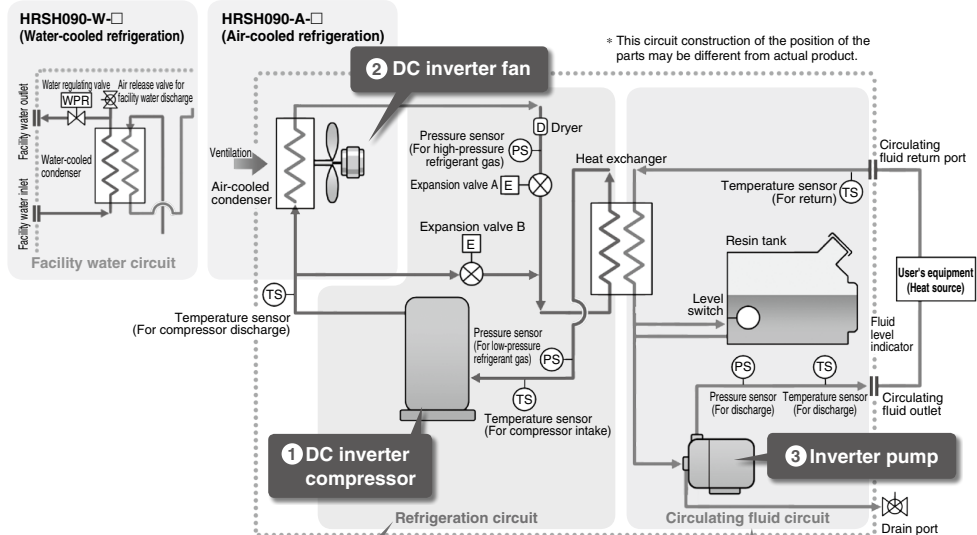 HRSH090-W-□
(Water-cooled refrigeration)
HRSH090-A-□
(Air-cooled refrigeration)
* This circuit construction of the position of the
parts may be different from actual product.
Water regulating valve
Air release valve for
facility water discharge
WPR
Facility water outlet
Water-cooled
condenser
Facility water inlet
Facility water circuit
2 DC inverter fan
Ventilation
Air-cooled
condenser
D Dryer
Pressure sensor
(For high-pressure
refrigerant gas)
PS
Expansion valve A
E
Expansion valve B
E
Heat exchanger
Circulating
fluid return port
Temperature sensor
(For return)
TS
Resin tank
Level
switch
Fluid
level
indicator
User's equipment
(Heat source)
TS
Temperature sensor
(For compressor discharge)
Pressure sensor
(For low-pressure
refrigerant gas)
PS
TS
Temperature sensor
(For compressor intake)
PS
Pressure sensor
(For discharge)
TS
Temperature sensor
(For discharge)
Circulating
fluid outlet
1 DC inverter
compressor
3 Inverter pump
Refrigeration circuit
Circulating fluid circuit
Drain port